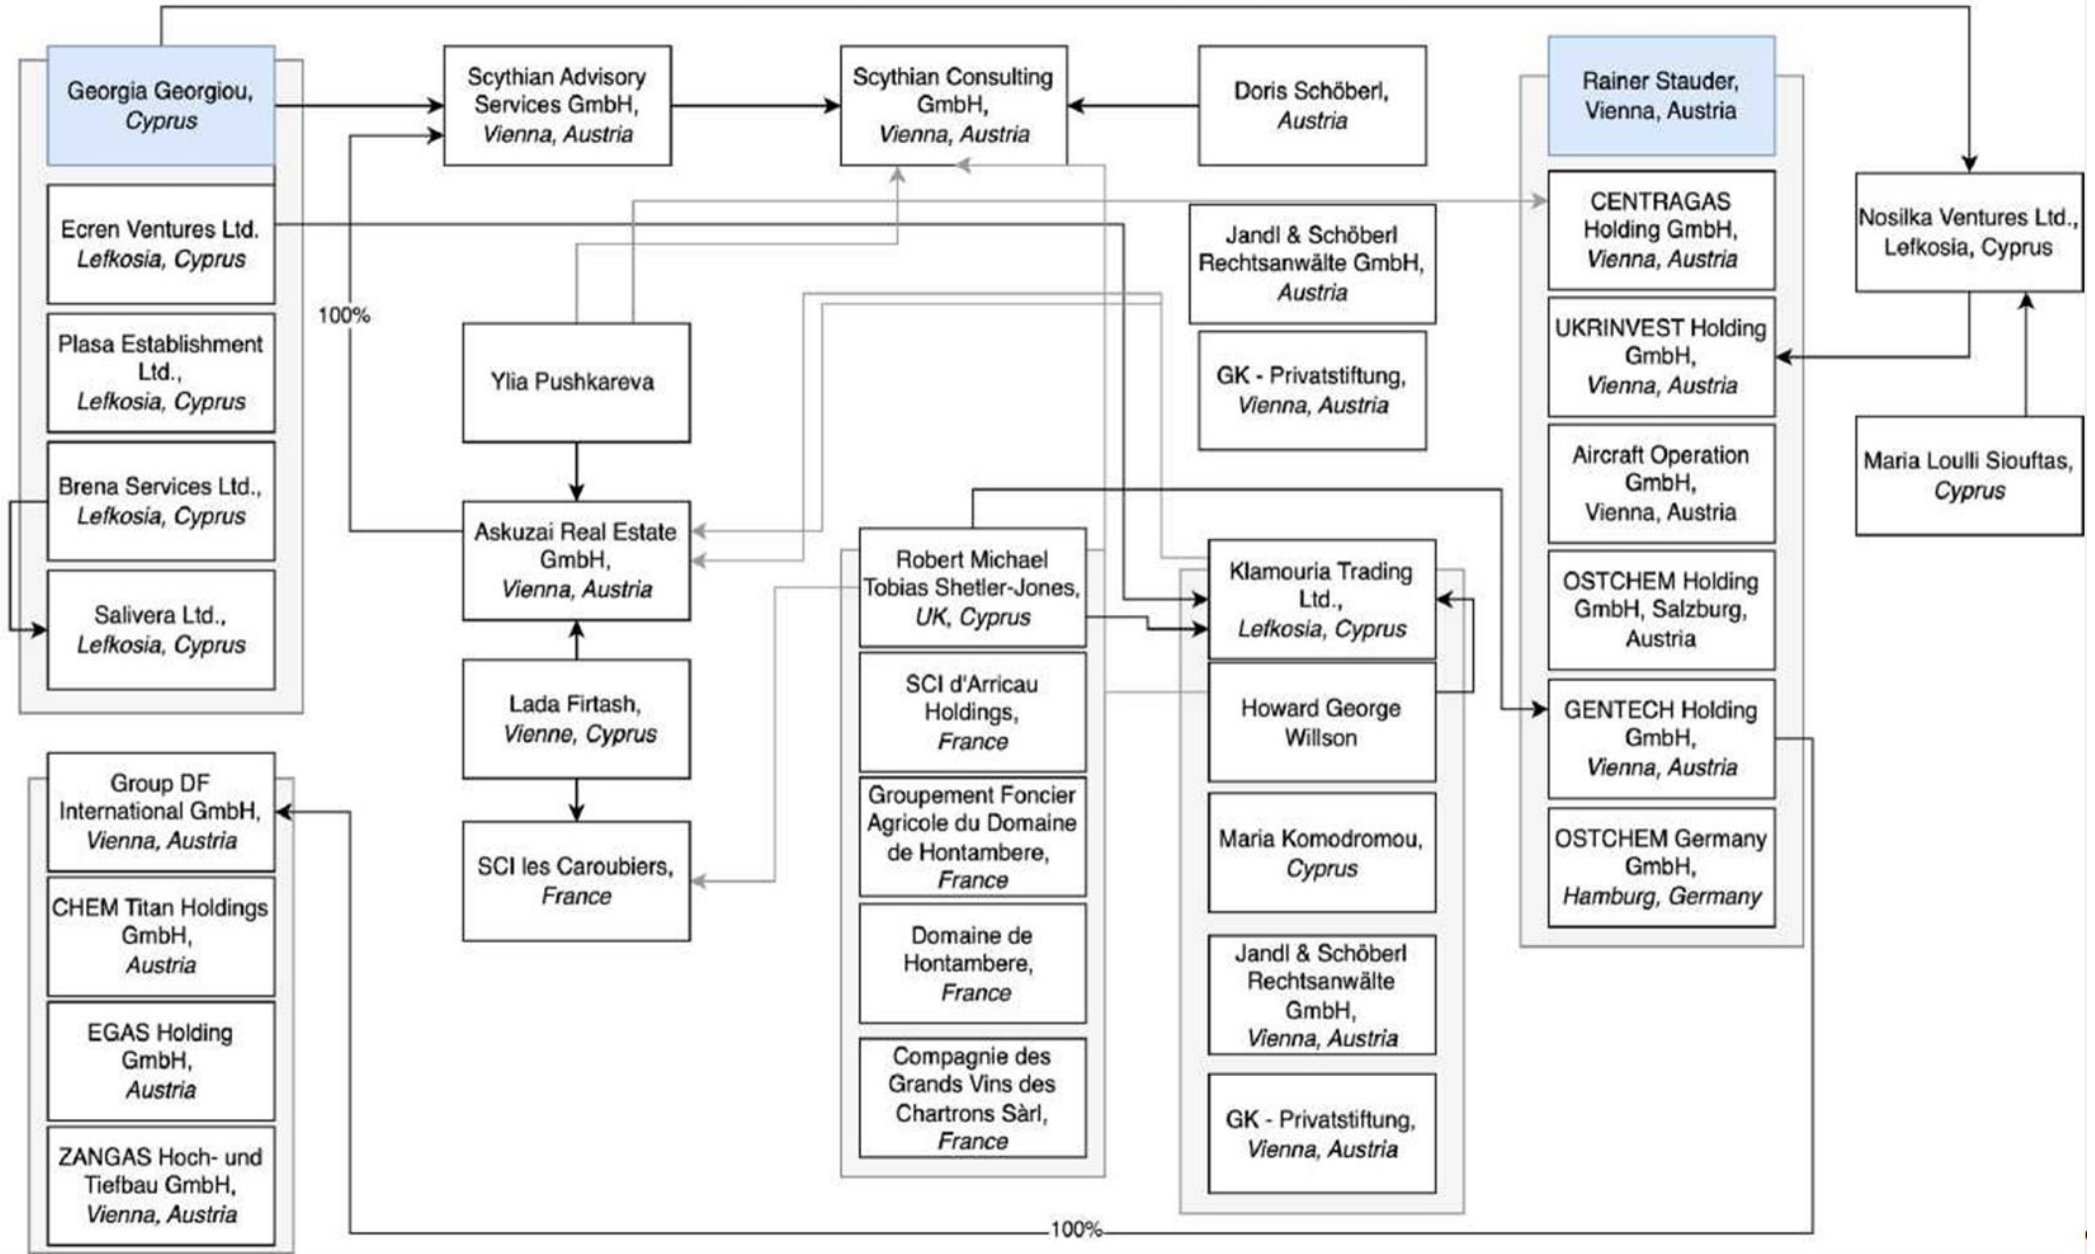 Georgia Georgiou,
Cyprus
Ecren Ventures Ltd.
Lefkosia, Cyprus
Plasa Establishment
Ltd.,
Lefkosia, Cyprus
Brena Services Ltd.,
Lefkosia, Cyprus
Salivera Ltd.,
Lefkosia, Cyprus
Group DF
International GmbH,
Vienna, Austria
CHEM Titan Holdings
GmbH,
Austria
EGAS Holding
GmbH,
Austria
ZANGAS Hoch- und
Tiefbau GmbH,
Vienna, Austria
100%
Scythian Advisory
Services GmbH,
Vienna, Austria
Ylia Pushkareva
Askuzai Real Estate
GmbH,
Vienna, Austria
Lada Firtash,
Vienne, Cyprus
SCI les Caroubiers,
France
Scythian Consulting
GmbH,
Vienna, Austria
Robert Michael
Tobias Shetler-Jones,
UK, Cyprus
SCI d'Arricau
Holdings,
France
Groupement Foncier
Agricole du Domaine
de Hontambere,
France
Domaine de
Hontambere,
France
Compagnie des
Grands Vins des
Chartrons Sàrl,
France
100%
Doris Schöberl,
Austria
Jandl & Schöberl
Rechtsanwälte GmbH,
Austria
GK - Privatstiftung,
Vienna, Austria
Klamouria Trading
Ltd.,
Lefkosia, Cyprus
Howard George
Willson
Maria Komodromou,
Cyprus
Jandl & Schöberl
Rechtsanwälte
GmbH,
Vienna, Austria
GK - Privatstiftung,
Vienna, Austria
Rainer Stauder,
Vienna, Austria
CENTRAGAS
Holding GmbH,
Vienna, Austria
UKRINVEST Holding
GmbH,
Vienna, Austria
Aircraft Operation
GmbH,
Vienna, Austria
OSTCHEM Holding
GmbH, Salzburg,
Austria
GENTECH Holding
GmbH,
Vienna, Austria
OSTCHEM Germany
GmbH,
Hamburg, Germany
Nosilka Ventures Ltd.,
Lefkosia, Cyprus
Maria Loulli Siouftas,
Cyprus